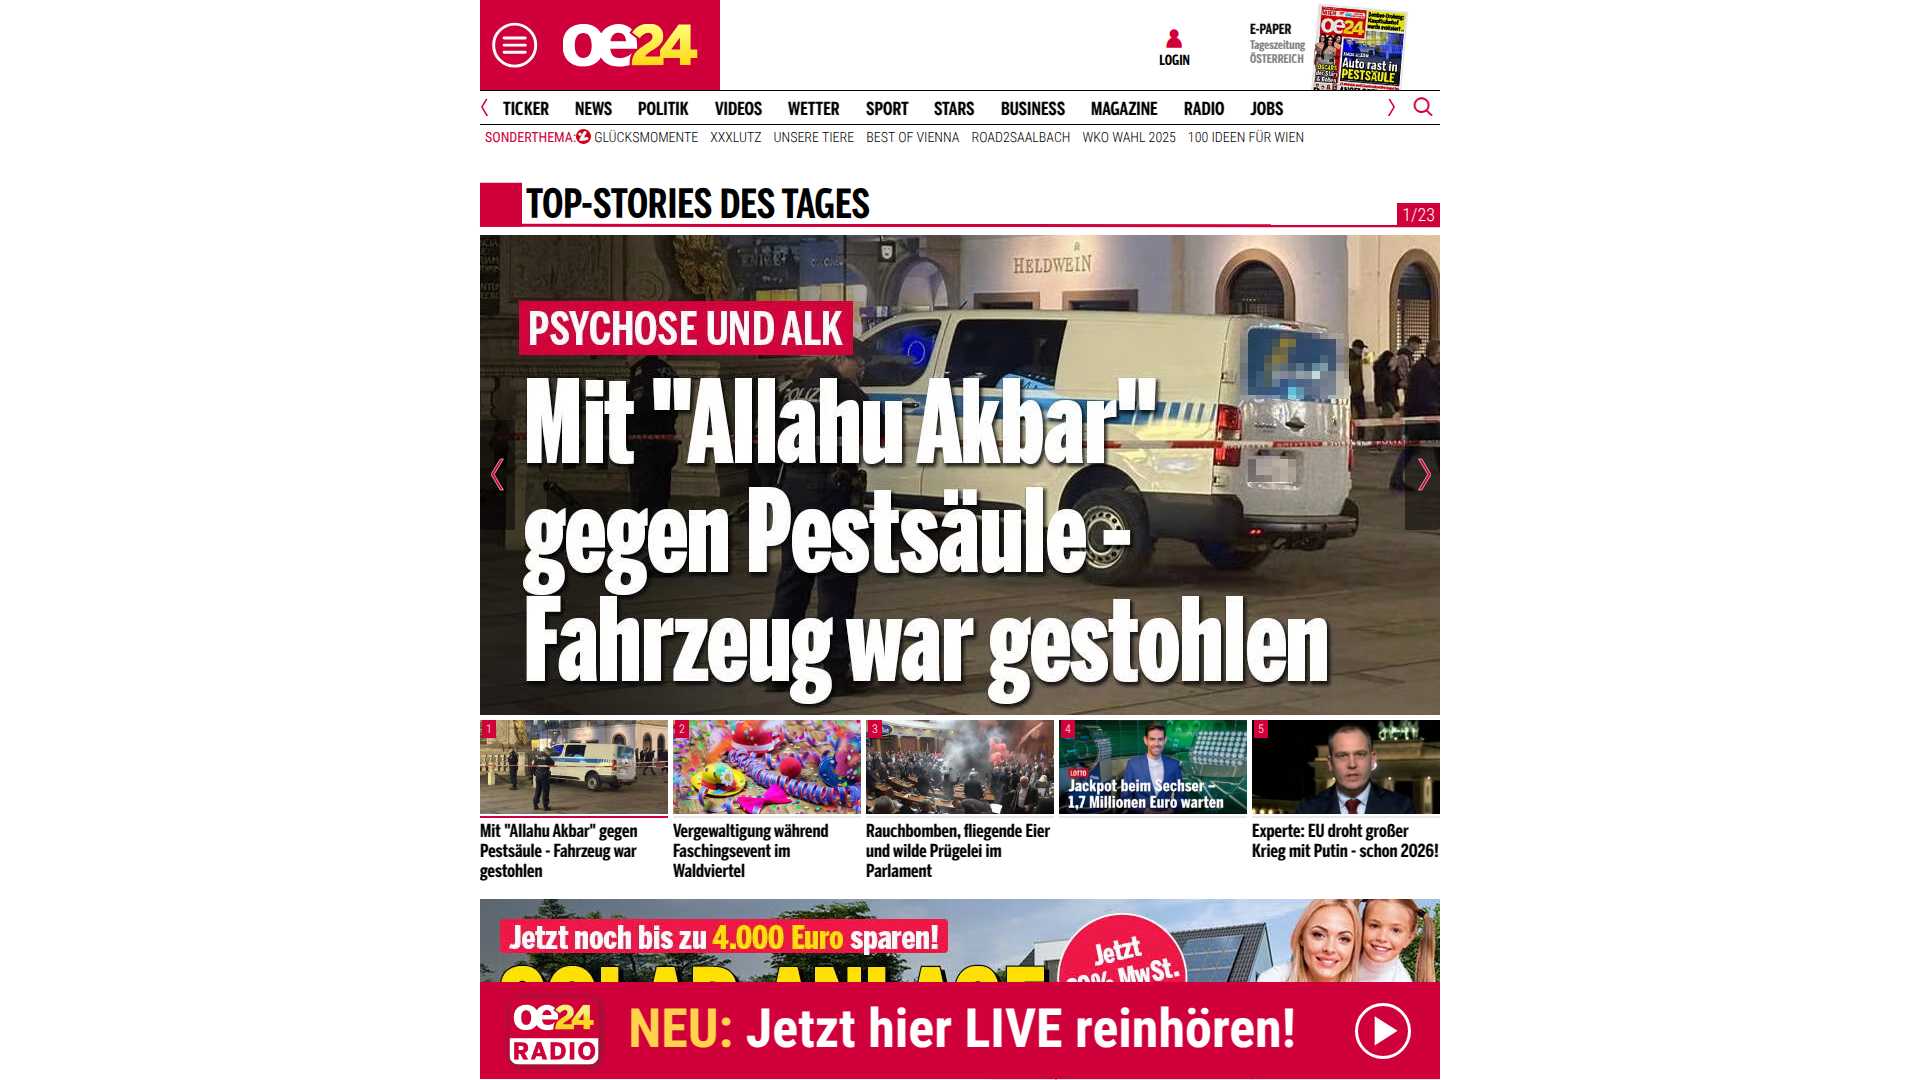 oe24
LOGIN
E-PAPER
Tageszeitung
ÖSTERREICH
oe24
Auto rast in
PESTSÄULE
TICKER NEWS POLITIK VIDEOS WETTER SPORT STARS BUSINESS MAGAZINE RADIO JOBS
SONDERTHEMA: GLÜCKSMOMENTE XXXLUTZ UNSERE TIERE BEST OF VIENNA ROAD2SAALBACH WKO WAHL 2025 100 IDEEN FÜR WIEN
TOP-STORIES DES TAGES
1/23
HELDWEIN
PSYCHOSE UND ALK
Mit "Allahu Akbar"
gegen Pestsäule -
Fahrzeug war gestohlen
1
2
3
4
5
LOTTO
Jackpot beim Sechser –
1,7 Millionen Euro warten
Mit "Allahu Akbar" gegen
Pestsäule - Fahrzeug war
gestohlen
Vergewaltigung während
Faschingsevent im
Waldviertel
Rauchbomben, fliegende Eier
und wilde Prügelei im
Parlament
Experte: EU droht großer
Krieg mit Putin - schon 2026!
Jetzt noch bis zu 4.000 Euro sparen!
Jetzt
MwSt.
oe24
RADIO
NEU: Jetzt hier LIVE reinhören!